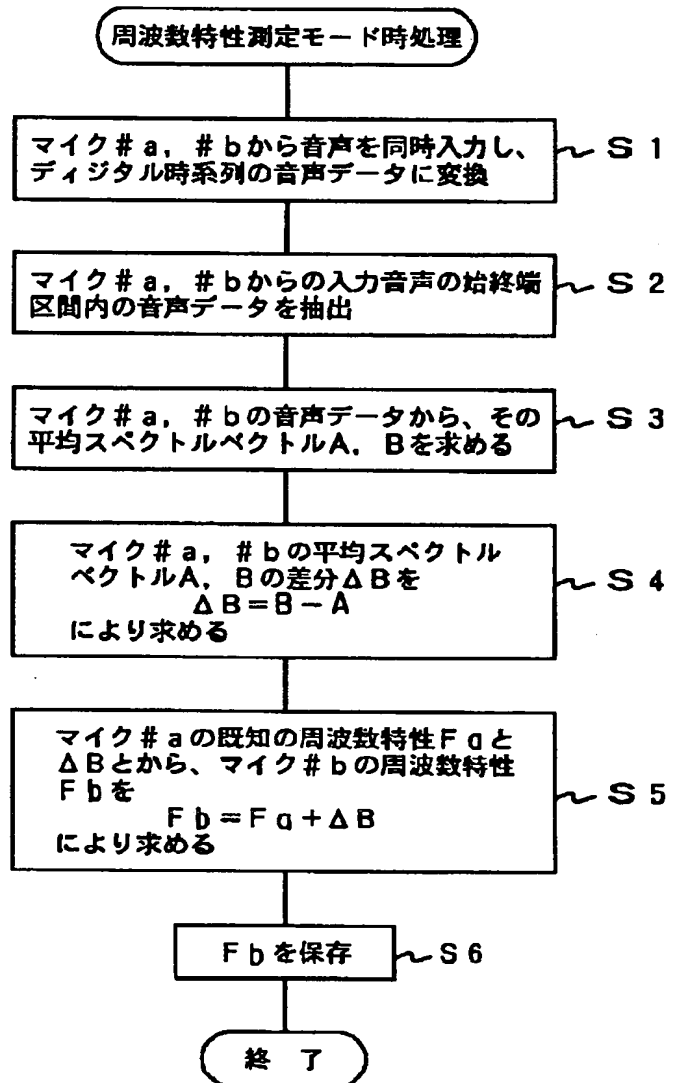 周波数特性測定モード時処理
マイク＃a，＃bから音声を同時入力し、
ディジタル時系列の音声データに変換
S1
マイク＃a，＃bからの入力音声の始終端
区間内の音声データを抽出
S2
マイク＃a，＃bの音声データから、その
平均スペクトルベクトルA，Bを求める
S3
マイク＃a，＃bの平均スペクトル
ベクトルA，Bの差分ΔBを
ΔB＝B－A
により求める
S4
マイク＃aの既知の周波数特性Faと
ΔBとから、マイク＃bの周波数特性
Fbを
Fb＝Fa＋ΔB
により求める
S5
Fbを保存
S6
終 了